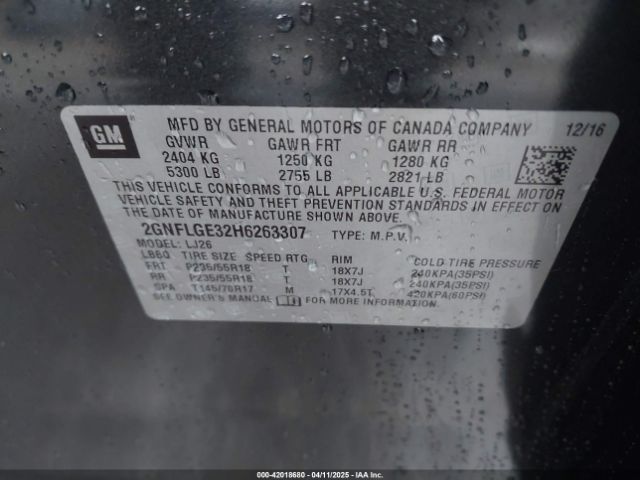 GM
MFD BY GENERAL MOTORS OF CANADA COMPANY 12/16
GVWR GAWR FRT GAWR RR
2404 KG 1250 KG 1280 KG
5300 LB 2755 LB 2821 LB
THIS VEHICLE CONFORMS TO ALL APPLICABLE U.S. FEDERAL MOTOR
VEHICLE SAFETY AND THEFT PREVENTION STANDARDS IN EFFECT ON
THE DATE OF MANUFACTURE SHOWN ABOVE.
2GNFLGE32H6263307 TYPE: M.P.V.
MODEL: LJ26
LBBQ TIRE SIZE SPEED RTG RIM COLD TIRE PRESSURE
FRT P235/55R18 T 18X7J 240KPA(35PSI)
RR P235/55R18 T 18X7J 240KPA(35PSI)
SPA T145/70R17 M 17X4.5T 420KPA(60PSI)
SEE OWNER'S MANUAL FOR MORE INFORMATION.
000-42018680 - 04/11/2025 - IAA Inc.